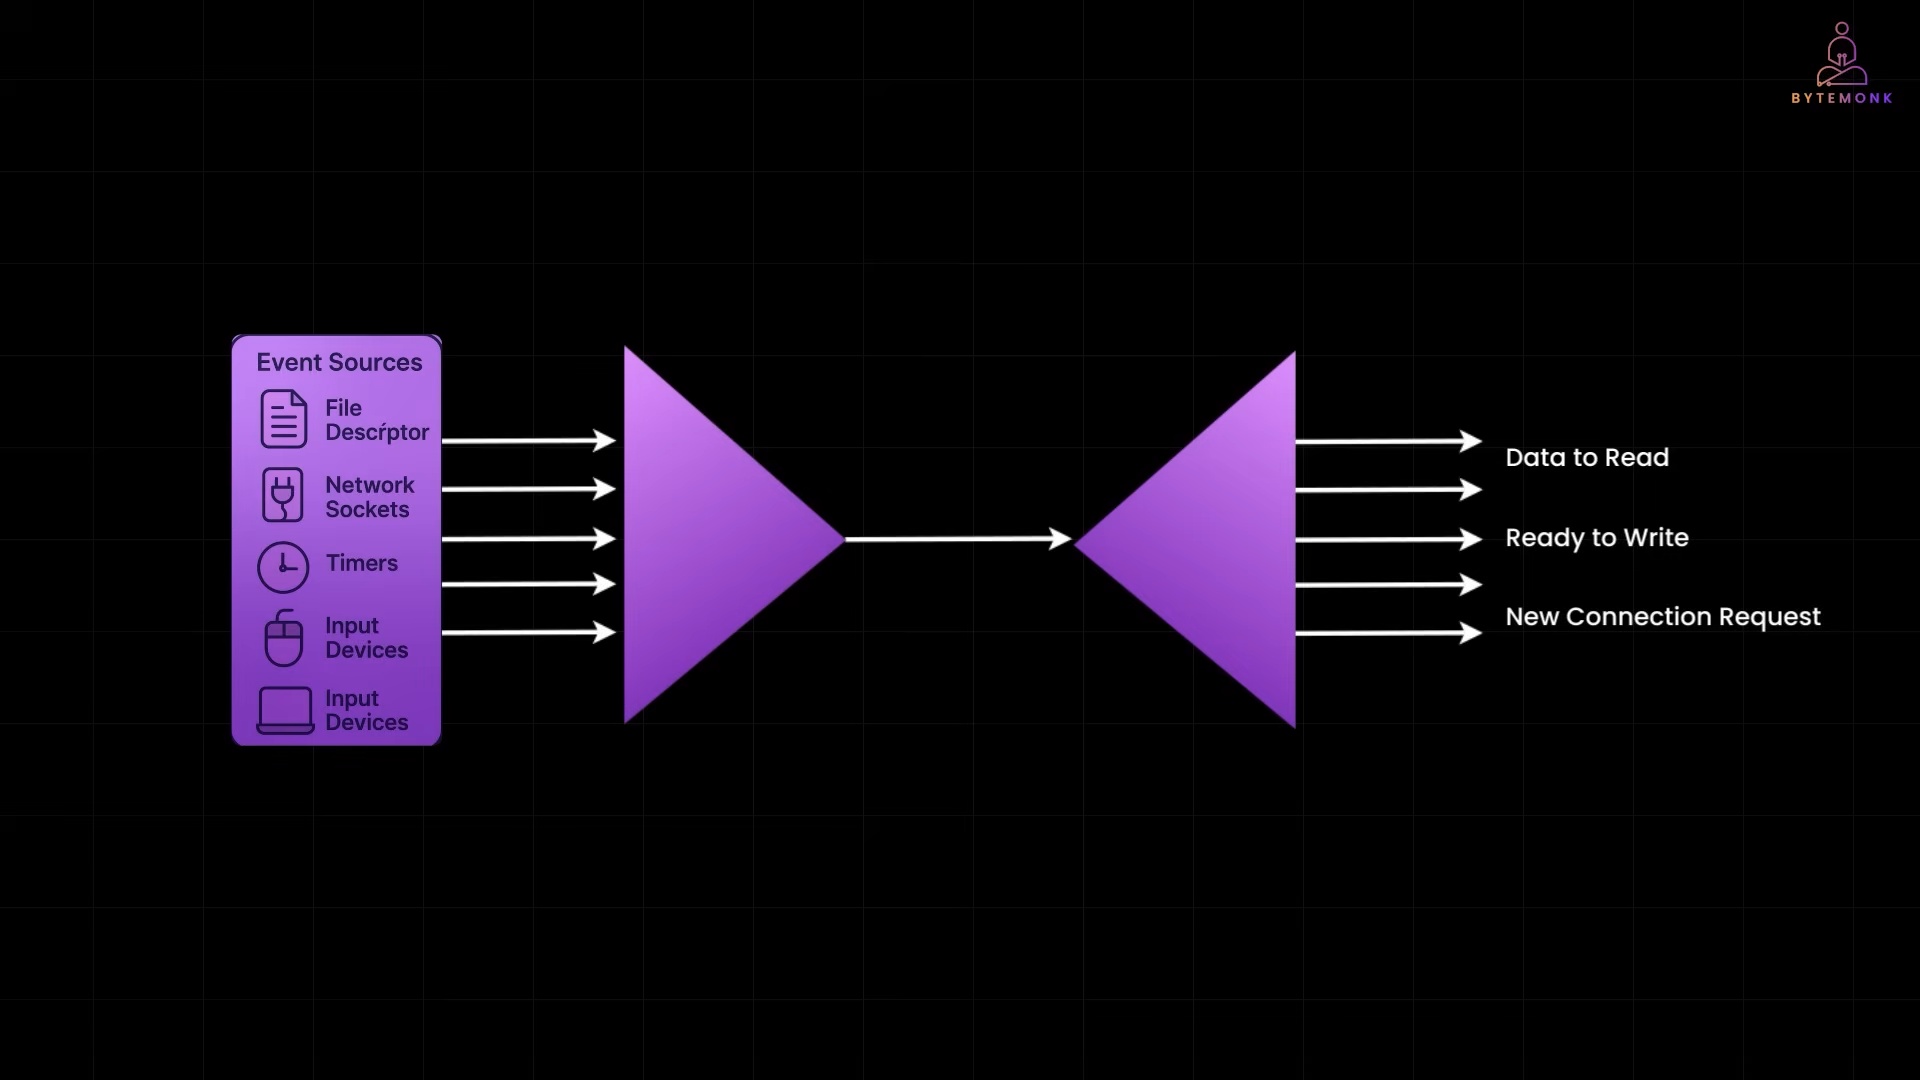 BYTEMONK
Event Sources
File
Descŕptor
Network
Sockets
Timers
Input
Devices
Input
Devices
Data to Read
Ready to Write
New Connection Request